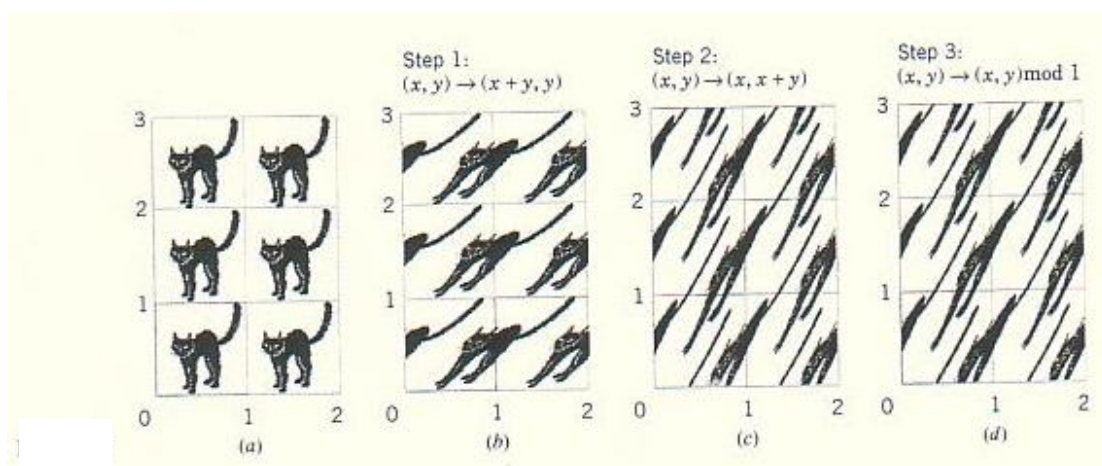 Step 1:
(x, y) → (x + y, y)
Step 2:
(x, y) → (x, x + y)
Step 3:
(x, y) → (x, y) mod 1
3
2
1
0 1 2
(a)
3
2
1
0 1 2
(b)
3
2
1
0 1 2
(c)
3
2
1
0 1 2
(d)